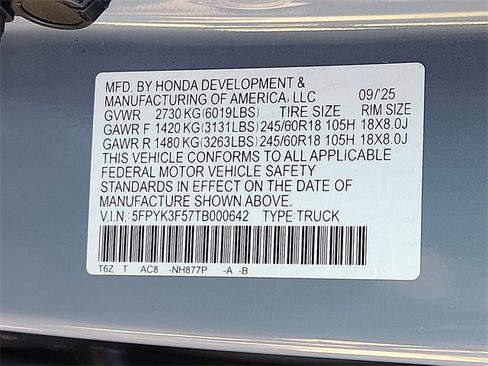 MFD. BY HONDA DEVELOPMENT &
MANUFACTURING OF AMERICA, LLC 09/25
GVWR 2730 KG(6019LBS) TIRE SIZE RIM SIZE
GAWR F 1420 KG(3131LBS) 245/60R18 105H 18X8.0J
GAWR R 1480 KG(3263LBS) 245/60R18 105H 18X8.0J
THIS VEHICLE CONFORMS TO ALL APPLICABLE
FEDERAL MOTOR VEHICLE SAFETY
STANDARDS IN EFFECT ON THE DATE OF
MANUFACTURE SHOWN ABOVE.
V.I.N.: 5FPYK3F57TB000642 TYPE:TRUCK
T6Z T AC8 -NH877P -A -B